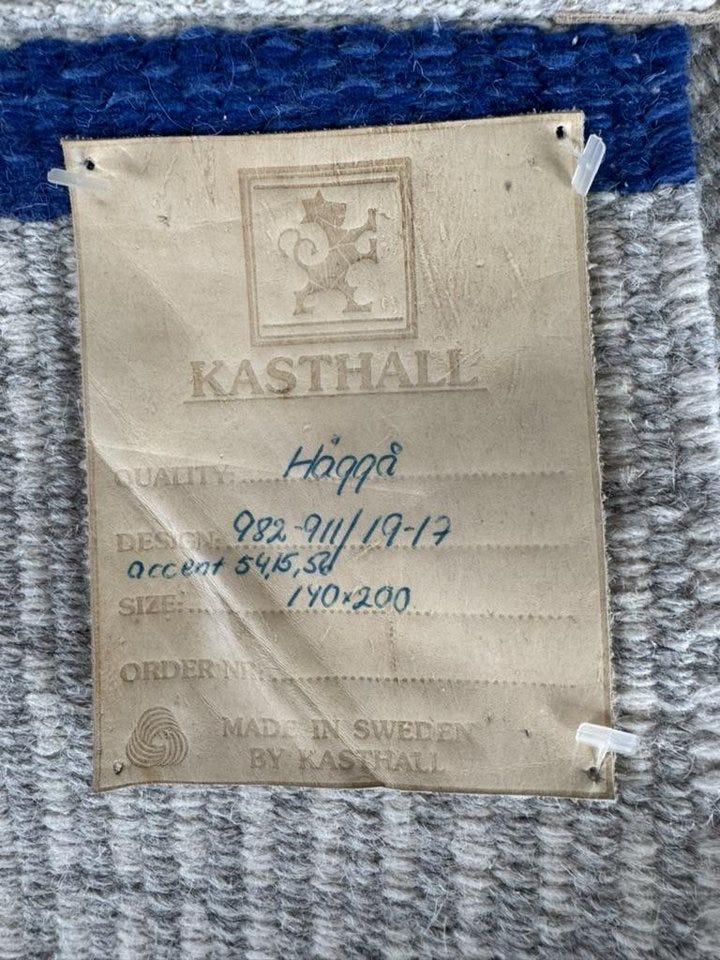 KASTHALL
QUALITY: Häggå
DESIGN: 982-911/19-17
accent 54,15,56
SIZE: 140x200
ORDER NR:
MADE IN SWEDEN
BY KASTHALL